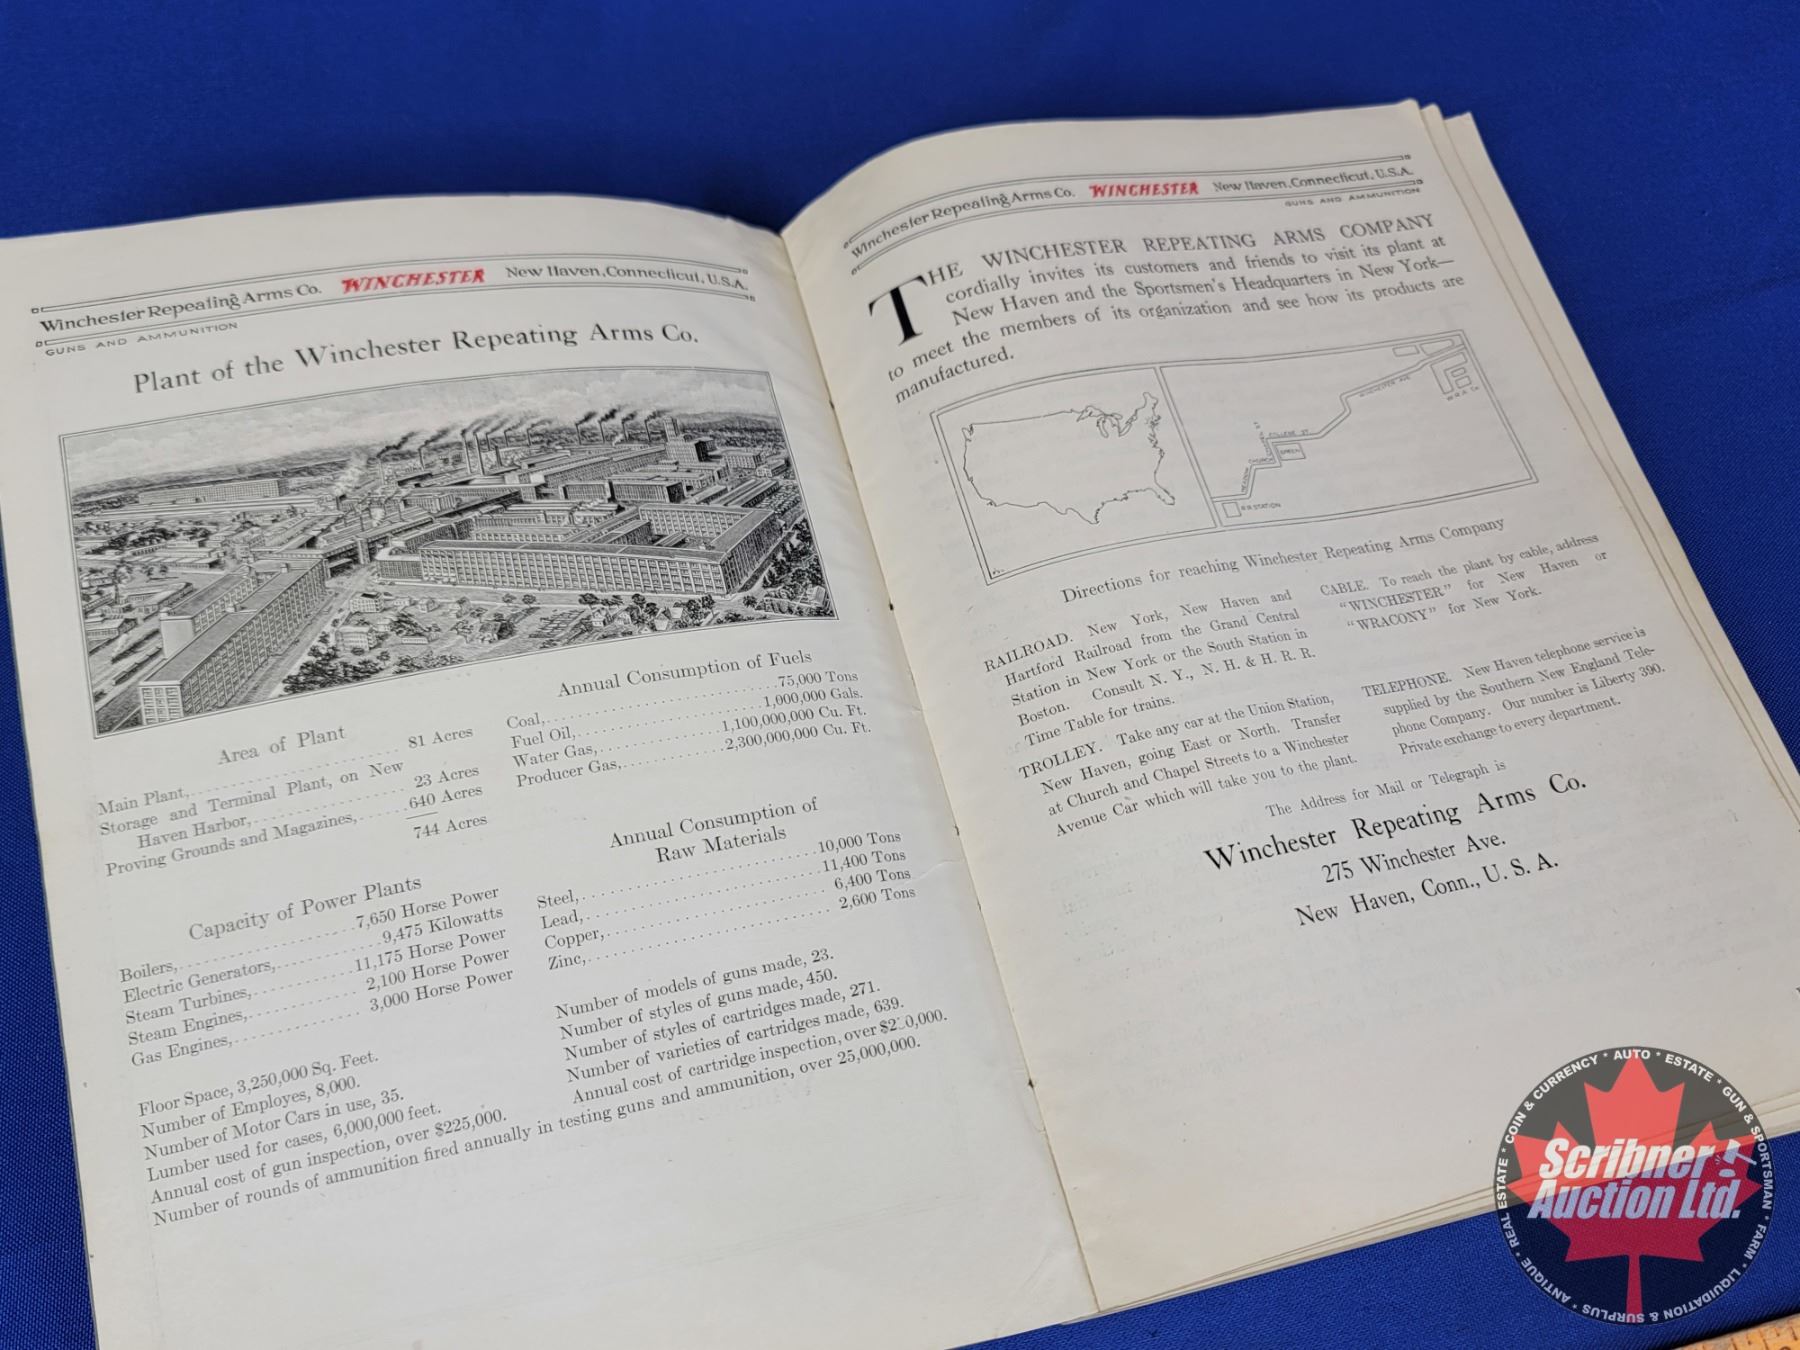 Winchester Repeating Arms Co. WINCHESTER New Haven, Connecticut, U.S.A.
GUNS AND AMMUNITION
Plant of the Winchester Repeating Arms Co.
Area of Plant
Main Plant,.......... 81 Acres
Storage and Terminal Plant, on New
Haven Harbor,.......... 23 Acres
Proving Grounds and Magazines,......640 Acres
744 Acres
Capacity of Power Plants
Boilers,..........7,650 Horse Power
Electric Generators,..........9,475 Kilowatts
Steam Turbines,..........11,175 Horse Power
Steam Engines,..........2,100 Horse Power
Gas Engines,..........3,000 Horse Power
Floor Space, 3,250,000 Sq. Feet.
Number of Employes, 8,000.
Number of Motor Cars in use, 35.
Lumber used for cases, 6,000,000 feet.
Annual cost of gun inspection, over $225,000.
Number of rounds of ammunition fired annually in testing guns and ammunition, over 25,000,000.
Annual Consumption of Fuels
Coal,..........75,000 Tons
Fuel Oil,..........1,000,000 Gals.
Water Gas,..........1,100,000,000 Cu. Ft.
Producer Gas,..........2,300,000,000 Cu. Ft.
Annual Consumption of
Raw Materials
Steel,..........10,000 Tons
Lead,..........11,400 Tons
Copper,..........6,400 Tons
Zinc,..........2,600 Tons
Number of models of guns made, 23.
Number of styles of guns made, 450.
Number of styles of cartridges made, 271.
Number of varieties of cartridges made, 639.
Annual cost of cartridge inspection, over
Winchester Repeating Arms Co. WINCHESTER New Haven, Connecticut, U.S.A.
GUNS AND AMMUNITION
THE WINCHESTER REPEATING ARMS COMPANY
cordially invites its customers and friends to visit its plant at
New Haven and the Sportsmen's Headquarters in New York—
to meet the members of its organization and see how its products are
manufactured.
WINCHESTER AVE.
W.R.A. Co.
COLLEGE ST.
GREEN
CHURCH
R.R. STATION
Directions for reaching Winchester Repeating Arms Company
RAILROAD. New York, New Haven and
Hartford Railroad from the Grand Central
Station in New York or the South Station in
Boston. Consult N. Y., N. H. & H. R. R.
Time Table for trains.
TROLLEY. Take any car at the Union Station,
New Haven, going East or North. Transfer
at Church and Chapel Streets to a Winchester
Avenue Car which will take you to the plant.
CABLE. To reach the plant by cable, address
"WINCHESTER" for New Haven or
"WRACONY" for New York.
TELEPHONE. New Haven telephone service is
supplied by the Southern New England Tele-
phone Company. Our number is Liberty 390.
Private exchange to every department.
The Address for Mail or Telegraph is
Winchester Repeating Arms Co.
275 Winchester Ave.
New Haven, Conn., U. S. A.
Scribner
Auction Ltd.
ANTIQUE * REAL ESTATE * COIN & CURRENCY * AUTO * ESTATE * GUN & SPORTSMAN * FARM * LIQUIDATION & SURPLUS *